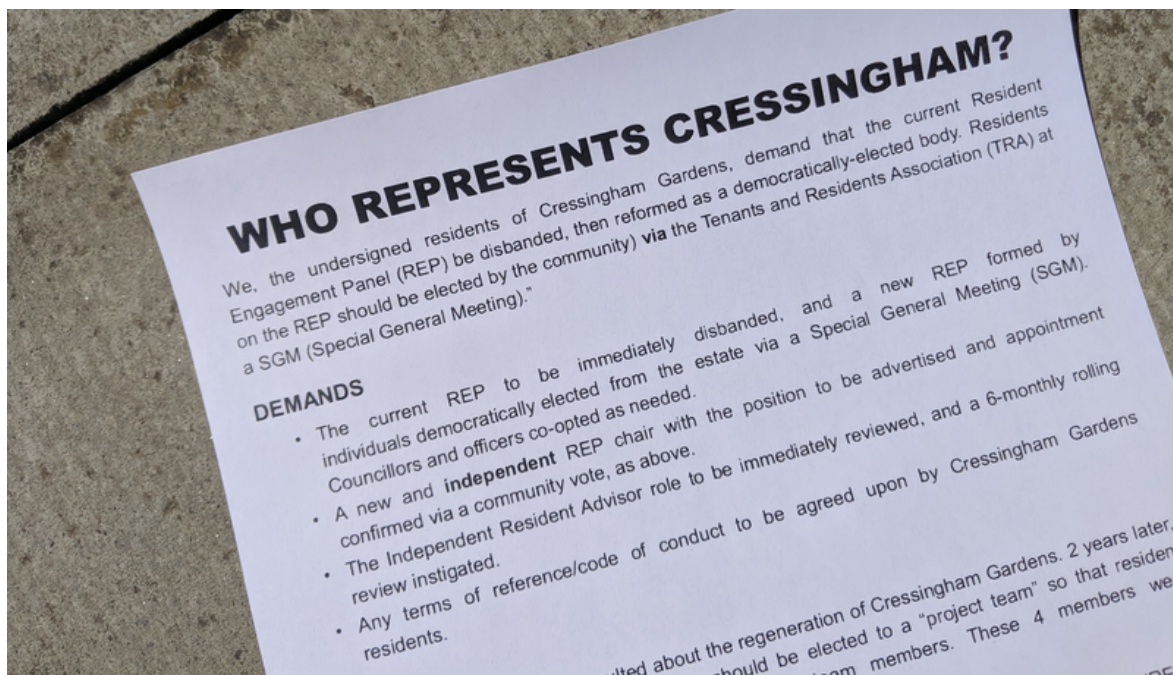 WHO REPRESENTS CRESSINGHAM?
We, the undersigned residents of Cressingham Gardens, demand that the current Resident
Engagement Panel (REP) be disbanded, then reformed as a democratically-elected body. Residents
on the REP should be elected by the community) via the Tenants and Residents Association (TRA) at
a SGM (Special General Meeting)."
DEMANDS
• The current REP to be immediately disbanded, and a new REP formed by
individuals democratically elected from the estate via a Special General Meeting (SGM).
Councillors and officers co-opted as needed.
• A new and independent REP chair with the position to be advertised and appointment
confirmed via a community vote, as above.
• The Independent Resident Advisor role to be immediately reviewed, and a 6-monthly rolling
review instigated.
• Any terms of reference/code of conduct to be agreed upon by Cressingham Gardens
residents.
about the regeneration of Cressingham Gardens. 2 years later,
should be elected to a "project team" so that
members. These 4 members